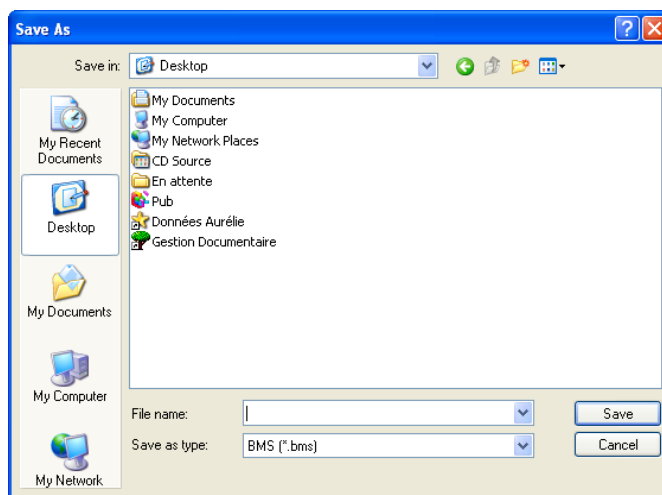 Save As
Save in: Desktop
My Recent
Documents
Desktop
My Documents
My Computer
My Network
My Documents
My Computer
My Network Places
CD Source
En attente
Pub
Données Aurélie
Gestion Documentaire
File name:
Save
Save as type: BMS (*.bms)
Cancel